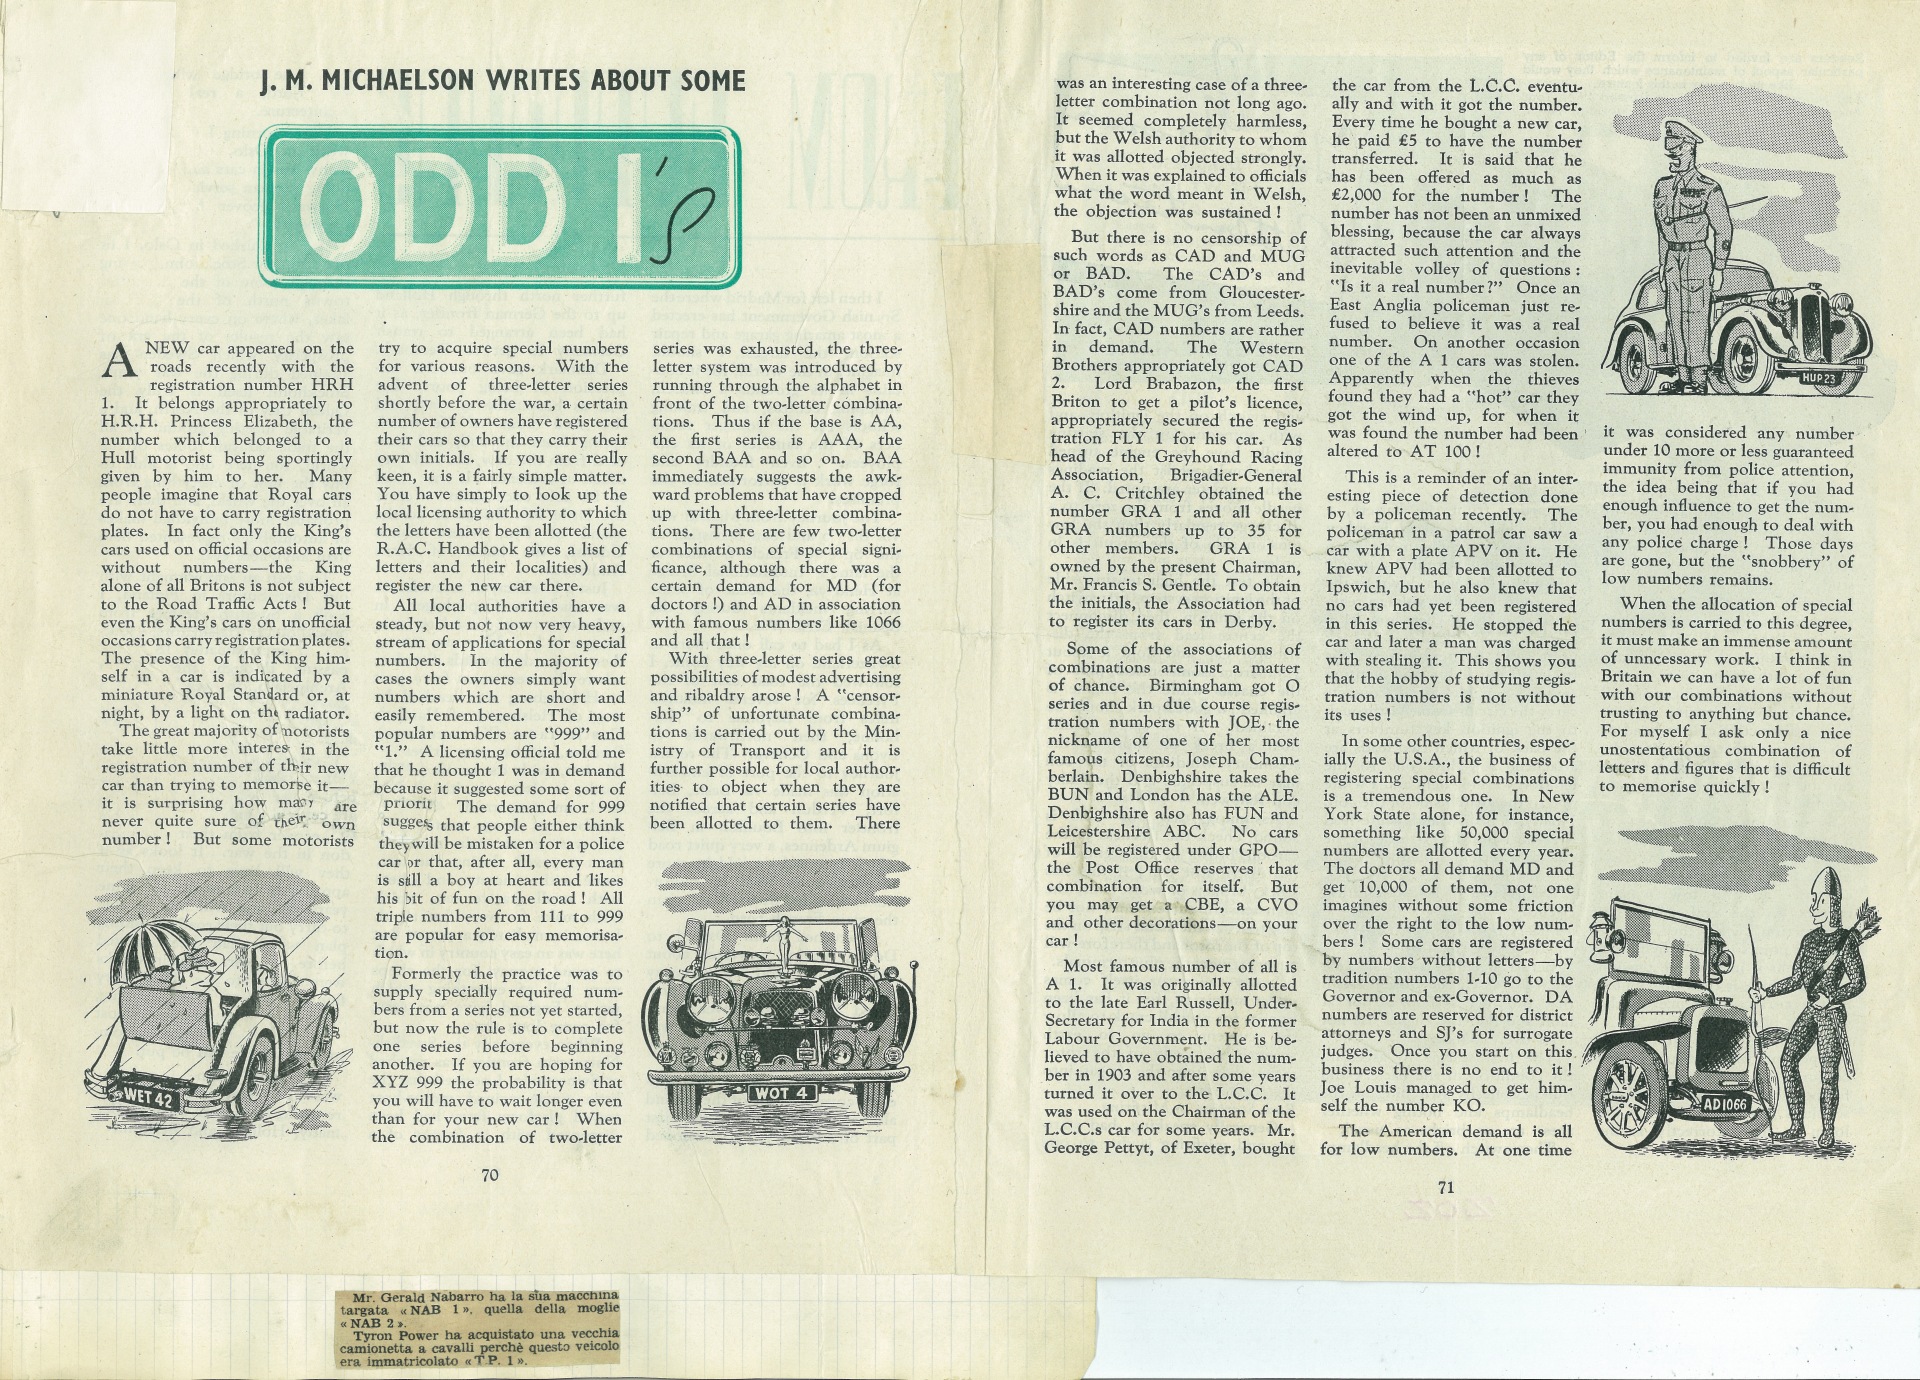 J. M. MICHAELSON WRITES ABOUT SOME
ODD 1's
A NEW car appeared on the
roads recently with the
registration number HRH
1. It belongs appropriately to
H.R.H. Princess Elizabeth, the
number which belonged to a
Hull motorist being sportingly
given by him to her. Many
people imagine that Royal cars
do not have to carry registration
plates. In fact only the King's
cars used on official occasions are
without numbers—the King
alone of all Britons is not subject
to the Road Traffic Acts! But
even the King's cars on unofficial
occasions carry registration plates.
The presence of the King him-
self in a car is indicated by a
miniature Royal Standard or, at
night, by a light on the radiator.
The great majority of motorists
take little more interest in the
registration number of their new
car than trying to memorse it—
it is surprising how many are
never quite sure of their own
number! But some motorists
WET 42
try to acquire special numbers
for various reasons. With the
advent of three-letter series
shortly before the war, a certain
number of owners have registered
their cars so that they carry their
own initials. If you are really
keen, it is a fairly simple matter.
You have simply to look up the
local licensing authority to which
the letters have been allotted (the
R.A.C. Handbook gives a list of
letters and their localities) and
register the new car there.
All local authorities have a
steady, but not now very heavy,
stream of applications for special
numbers. In the majority of
cases the owners simply want
numbers which are short and
easily remembered. The most
popular numbers are "999" and
"1." A licensing official told me
that he thought 1 was in demand
because it suggested some sort of
priorit The demand for 999
suggests that people either think
they will be mistaken for a police
car or that, after all, every man
is still a boy at heart and likes
his bit of fun on the road! All
triple numbers from 111 to 999
are popular for easy memorisa-
tion.
Formerly the practice was to
supply specially required num-
bers from a series not yet started,
but now the rule is to complete
one series before beginning
another. If you are hoping for
XYZ 999 the probability is that
you will have to wait longer even
than for your new car! When
the combination of two-letter
series was exhausted, the three-
letter system was introduced by
running through the alphabet in
front of the two-letter combina-
tions. Thus if the base is AA,
the first series is AAA, the
second BAA and so on. BAA
immediately suggests the awk-
ward problems that have cropped
up with three-letter combina-
tions. There are few two-letter
combinations of special signi-
ficance, although there was a
certain demand for MD (for
doctors!) and AD in association
with famous numbers like 1066
and all that!
With three-letter series great
possibilities of modest advertising
and ribaldry arose! A "censor-
ship" of unfortunate combina-
tions is carried out by the Min-
istry of Transport and it is
further possible for local author-
ities to object when they are
notified that certain series have
been allotted to them. There
WOT 4
70
was an interesting case of a three-
letter combination not long ago.
It seemed completely harmless,
but the Welsh authority to whom
it was allotted objected strongly.
When it was explained to officials
what the word meant in Welsh,
the objection was sustained!
But there is no censorship of
such words as CAD and MUG
or BAD. The CAD's and
BAD's come from Gloucester-
shire and the MUG's from Leeds.
In fact, CAD numbers are rather
in demand. The Western
Brothers appropriately got CAD
2. Lord Brabazon, the first
Briton to get a pilot's licence,
appropriately secured the regis-
tration FLY 1 for his car. As
head of the Greyhound Racing
Association, Brigadier-General
A. C. Critchley obtained the
number GRA 1 and all other
GRA numbers up to 35 for
other members. GRA 1 is
owned by the present Chairman,
Mr. Francis S. Gentle. To obtain
the initials, the Association had
to register its cars in Derby.
Some of the associations of
combinations are just a matter
of chance. Birmingham got O
series and in due course regis-
tration numbers with JOE, the
nickname of one of her most
famous citizens, Joseph Cham-
berlain. Denbighshire takes the
BUN and London has the ALE.
Denbighshire also has FUN and
Leicestershire ABC. No cars
will be registered under GPO—
the Post Office reserves that
combination for itself. But
you may get a CBE, a CVO
and other decorations—on your
car!
Most famous number of all is
A 1. It was originally allotted
to the late Earl Russell, Under-
Secretary for India in the former
Labour Government. He is be-
lieved to have obtained the num-
ber in 1903 and after some years
turned it over to the L.C.C. It
was used on the Chairman of the
L.C.C.s car for some years. Mr.
George Pettyt, of Exeter, bought
the car from the L.C.C. eventu-
ally and with it got the number.
Every time he bought a new car,
he paid £5 to have the number
transferred. It is said that he
has been offered as much as
£2,000 for the number! The
number has not been an unmixed
blessing, because the car always
attracted such attention and the
inevitable volley of questions:
"Is it a real number?" Once an
East Anglia policeman just re-
fused to believe it was a real
number. On another occasion
one of the A 1 cars was stolen.
Apparently when the thieves
found they had a "hot" car they
got the wind up, for when it
was found the number had been
altered to AT 100!
This is a reminder of an inter-
esting piece of detection done
by a policeman recently. The
policeman in a patrol car saw a
car with a plate APV on it. He
knew APV had been allotted to
Ipswich, but he also knew that
no cars had yet been registered
in this series. He stopped the
car and later a man was charged
with stealing it. This shows you
that the hobby of studying regis-
tration numbers is not without
its uses!
In some other countries, espec-
ially the U.S.A., the business of
registering special combinations
is a tremendous one. In New
York State alone, for instance,
something like 50,000 special
numbers are allotted every year.
The doctors all demand MD and
get 10,000 of them, not one
imagines without some friction
over the right to the low num-
bers! Some cars are registered
by numbers without letters—by
tradition numbers 1-10 go to the
Governor and ex-Governor. DA
numbers are reserved for district
attorneys and SJ's for surrogate
judges. Once you start on this
business there is no end to it!
Joe Louis managed to get him-
self the number KO.
The American demand is all
for low numbers. At one time
HUP 23
it was considered any number
under 10 more or less guaranteed
immunity from police attention,
the idea being that if you had
enough influence to get the num-
ber, you had enough to deal with
any police charge! Those days
are gone, but the "snobbery" of
low numbers remains.
When the allocation of special
numbers is carried to this degree,
it must make an immense amount
of unncessary work. I think in
Britain we can have a lot of fun
with our combinations without
trusting to anything but chance.
For myself I ask only a nice
unostentatious combination of
letters and figures that is difficult
to memorise quickly!
AD 1066
71
Mr. Gerald Nabarro ha la sua macchina
targata «NAB 1», quella della moglie
«NAB 2».
Tyron Power ha acquistato una vecchia
camionetta a cavalli perchè questo veicolo
era immatricolato «T.P. 1».